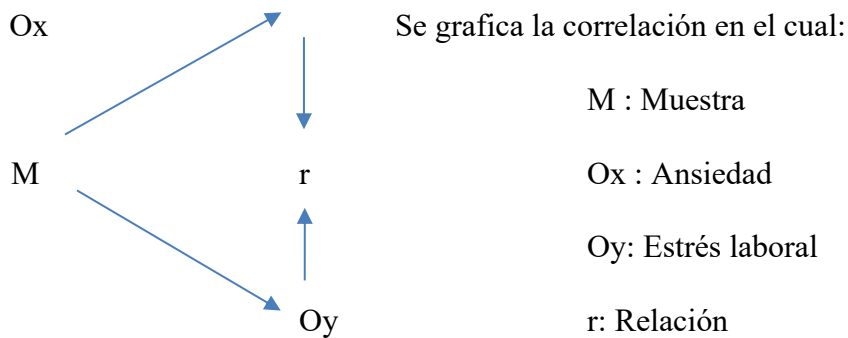 Ox Se grafica la correlación en el cual:
M : Muestra
M r Ox : Ansiedad
Oy: Estrés laboral
Oy r: Relación